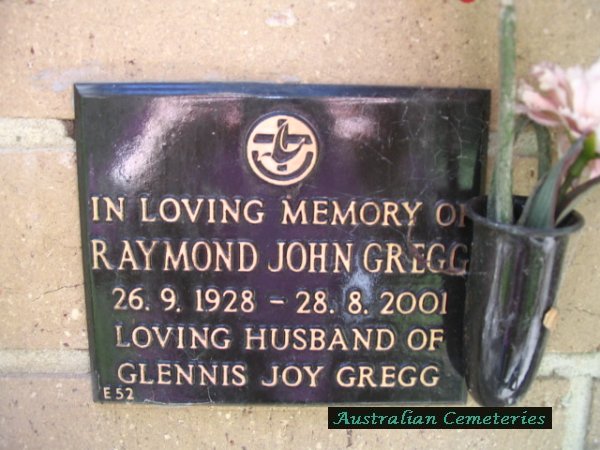 IN LOVING MEMORY OF
RAYMOND JOHN GREGG
26. 9. 1928 - 28. 8. 2001
LOVING HUSBAND OF
GLENNIS JOY GREGG
E52
Australian Cemeteries